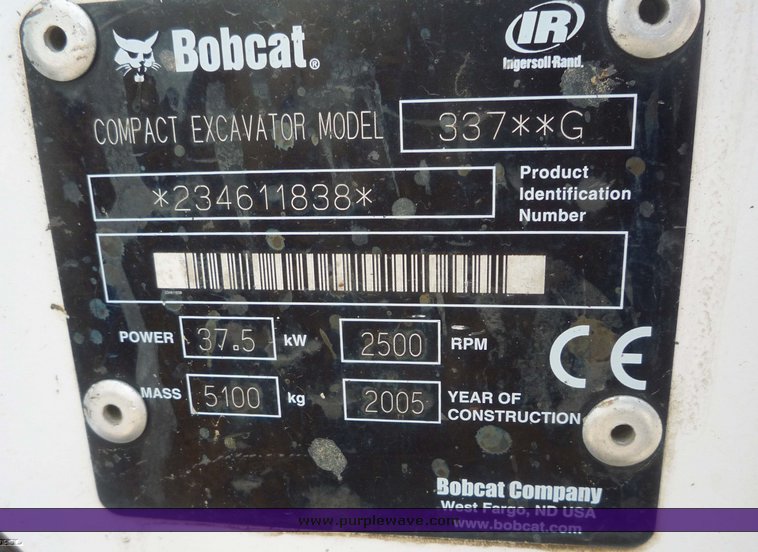 Bobcat®
IR
Ingersoll-Rand.
COMPACT EXCAVATOR MODEL 337**G
*234611838* Product Identification Number
POWER 37.5 kW 2500 RPM
MASS 5100 kg 2005 YEAR OF CONSTRUCTION
CE
Bobcat Company
West Fargo, ND USA
www.bobcat.com
www.purplewave.com